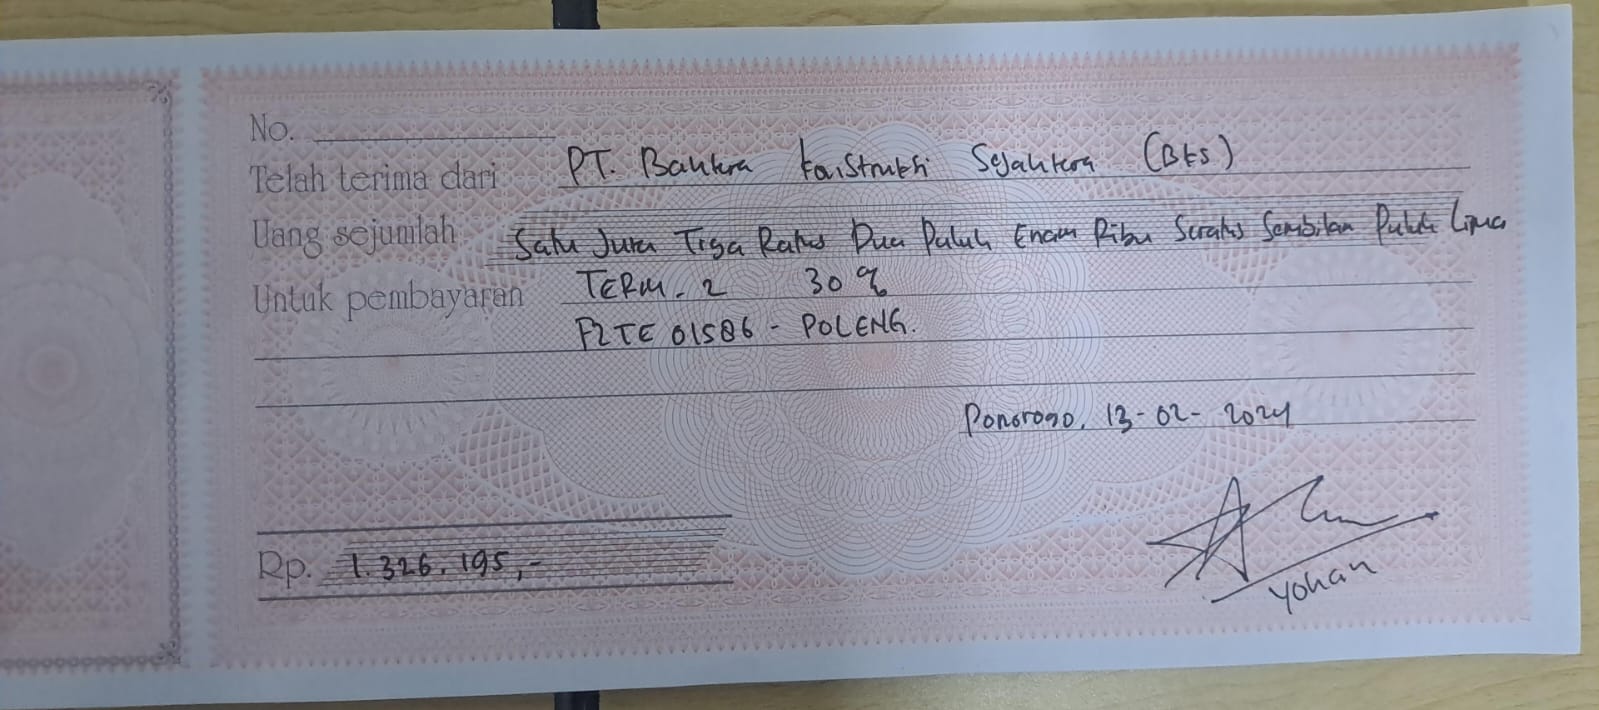 No.
Telah terima dari PT. Bahtera Konstruksi Sejahtera (BKS)
Uang sejumlah Satu Juta Tiga Ratus Dua Puluh Enam Ribu Seratus Sembilan Puluh Lima
Untuk pembayaran TERM. 2 30 %
F2TE 01586 - POLENG.
Ponorogo, 13-02-2024
Rp. 1.326.195,-
Yohan